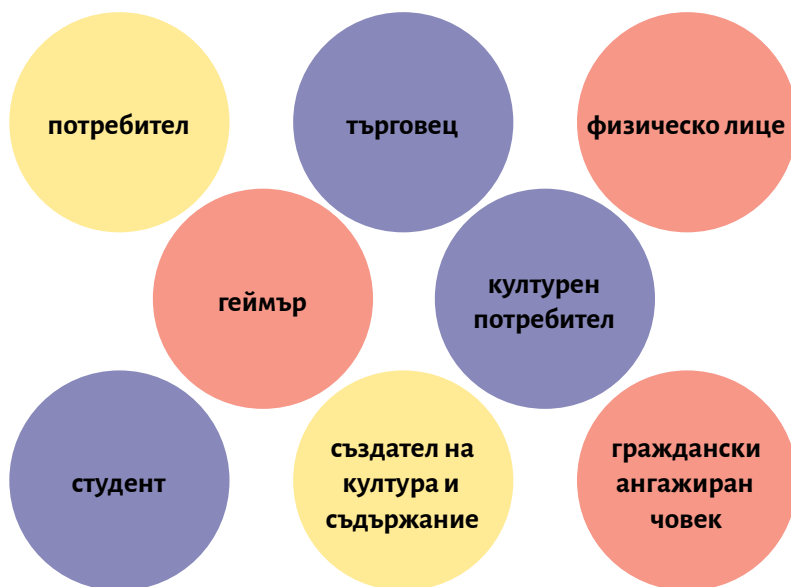 потребител
търговец
физическо лице
геймър
културен
потребител
студент
създател на
култура и
съдържание
граждански
ангажиран
човек